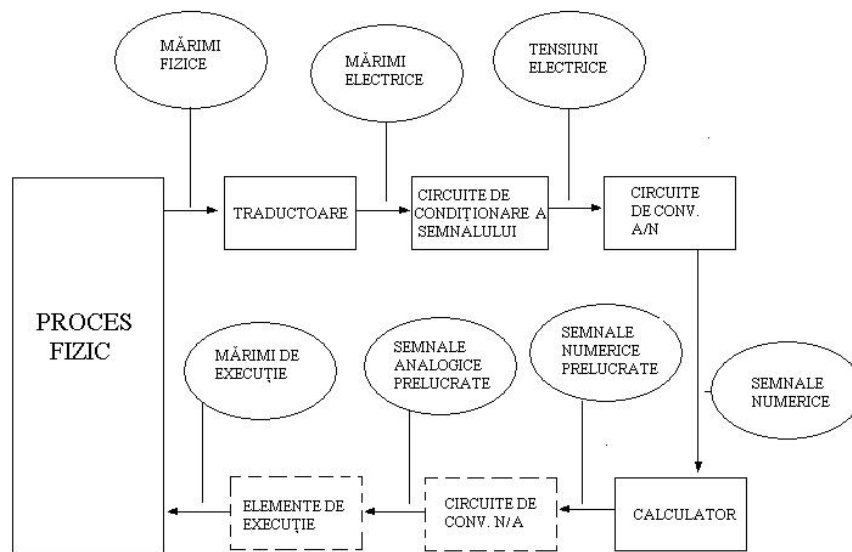 MĂRIMI
FIZICE
MĂRIMI
ELECTRICE
TENSIUNI
ELECTRICE
TRADUCTOARE
CIRCUITE DE
CONDIȚIONARE A
SEMNALULUI
CIRCUITE
DE CONV.
A/N
PROCES
FIZIC
MĂRIMI DE
EXECUȚIE
SEMNALE
ANALOGICE
PRELUCRATE
SEMNALE
NUMERICE
PRELUCRATE
SEMNALE
NUMERICE
ELEMENTE DE
EXECUȚIE
CIRCUITE DE
CONV. N/A
CALCULATOR